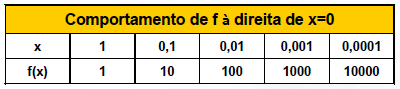 Comportamento de f à direita de x=0
x 1 0,1 0,01 0,001 0,0001
f(x) 1 10 100 1000 10000